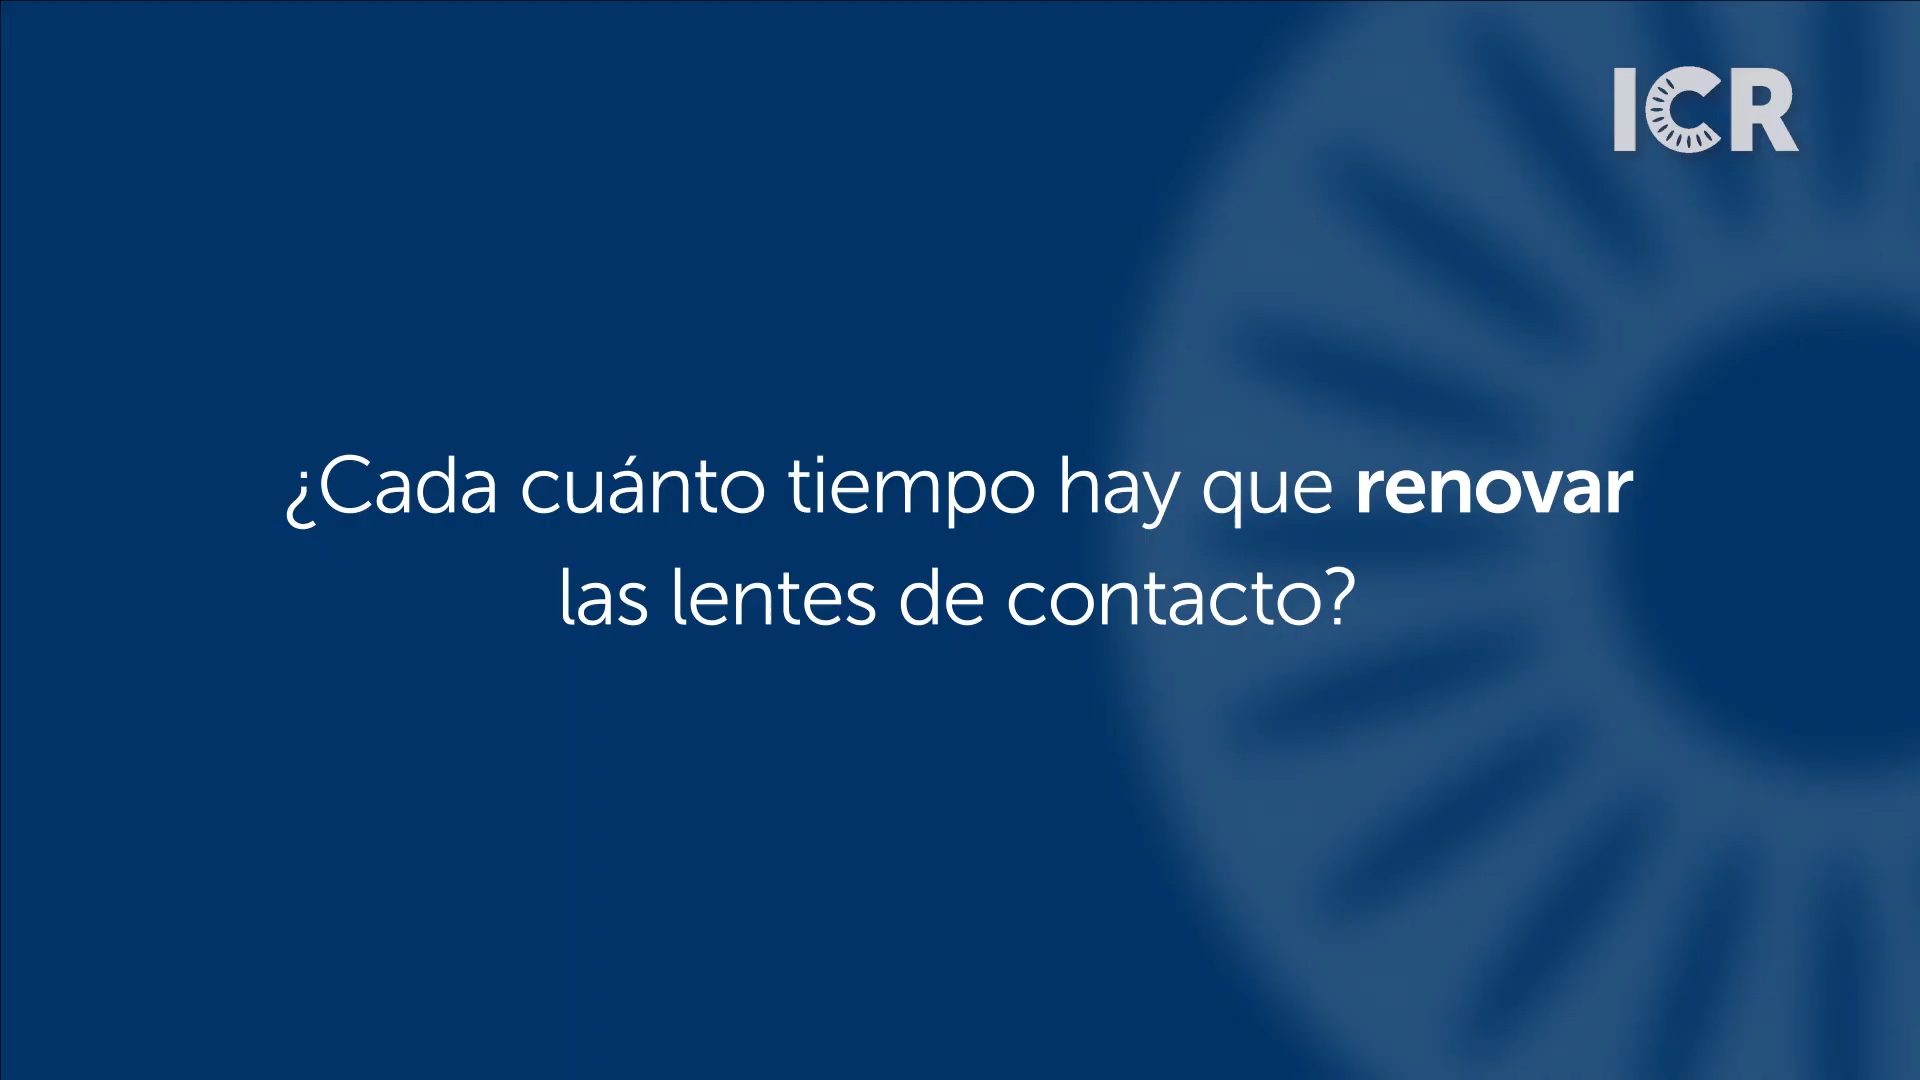 ICR
¿Cada cuánto tiempo hay que renovar
las lentes de contacto?